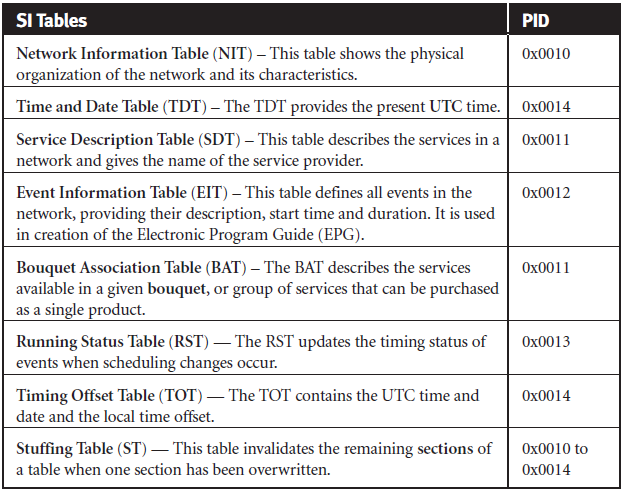 SI Tables PID
Network Information Table (NIT) – This table shows the physical 0x0010
organization of the network and its characteristics.
Time and Date Table (TDT) – The TDT provides the present UTC time. 0x0014
Service Description Table (SDT) – This table describes the services in a 0x0011
network and gives the name of the service provider.
Event Information Table (EIT) – This table defines all events in the 0x0012
network, providing their description, start time and duration. It is used
in creation of the Electronic Program Guide (EPG).
Bouquet Association Table (BAT) – The BAT describes the services 0x0011
available in a given bouquet, or group of services that can be purchased
as a single product.
Running Status Table (RST) — The RST updates the timing status of 0x0013
events when scheduling changes occur.
Timing Offset Table (TOT) — The TOT contains the UTC time and 0x0014
date and the local time offset.
Stuffing Table (ST) — This table invalidates the remaining sections of 0x0010 to
a table when one section has been overwritten. 0x0014